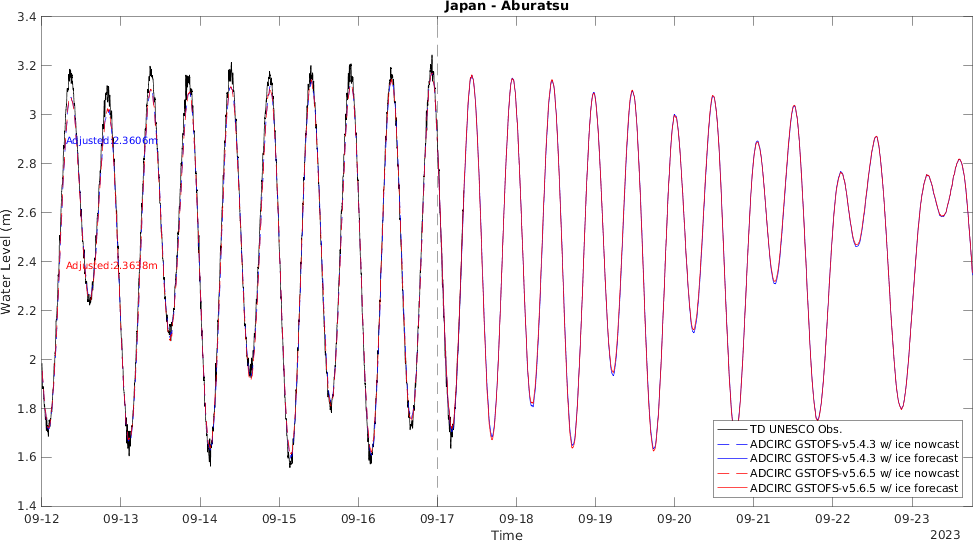 Japan - Aburatsu
Water Level (m)
3.4
3.2
3
2.8
2.6
2.4
2.2
2
1.8
1.6
1.4
Adjusted:2.3606m
Adjusted:2.3638m
TD UNESCO Obs.
ADCIRC GSTOFS-v5.4.3 w/ ice nowcast
ADCIRC GSTOFS-v5.4.3 w/ ice forecast
ADCIRC GSTOFS-v5.6.5 w/ ice nowcast
ADCIRC GSTOFS-v5.6.5 w/ ice forecast
09-12 09-13 09-14 09-15 09-16 09-17 09-18 09-19 09-20 09-21 09-22 09-23
2023
Time